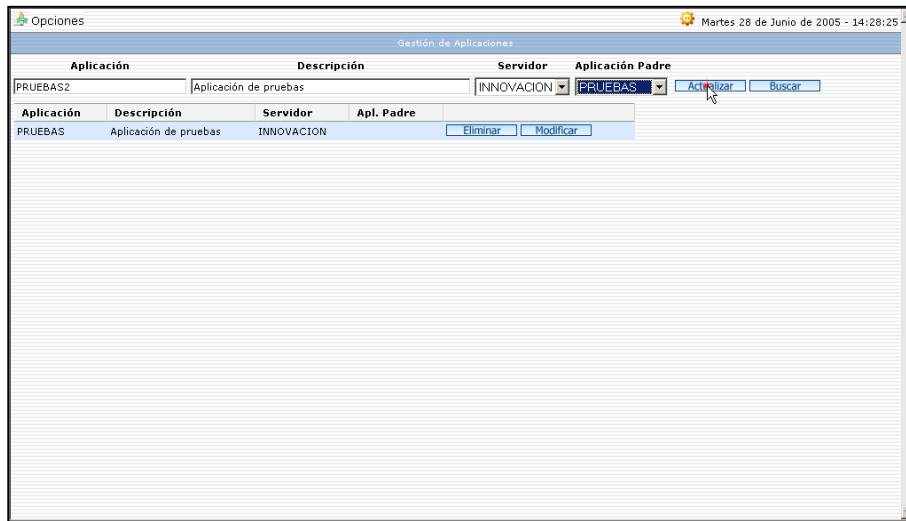 Opciones Martes 28 de Junio de 2005 - 14:28:25
Gestión de Aplicaciones
Aplicación Descripción Servidor Aplicación Padre
PRUEBAS2 Aplicación de pruebas INNOVACION PRUEBAS Actualizar Buscar
Aplicación Descripción Servidor Apl. Padre
PRUEBAS Aplicación de pruebas INNOVACION Eliminar Modificar